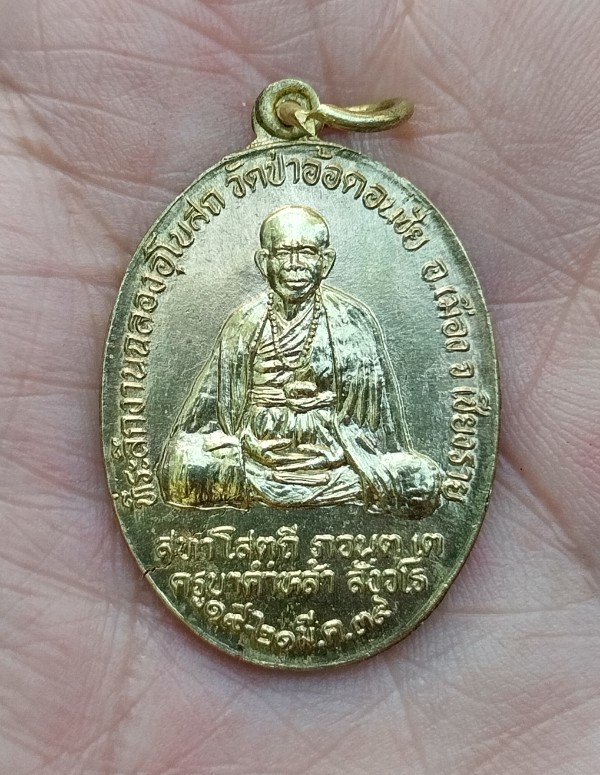 ที่ระลึกงานฉลองอุโบสถ วัดป่าอ้อดอนชัย อ.เมือง จ.เชียงราย
สทาโสตถี ภวนฺตุ เต
ครูบาคำหล้า สังวโร
๑๙-๒๑ มี.ค.๓๙